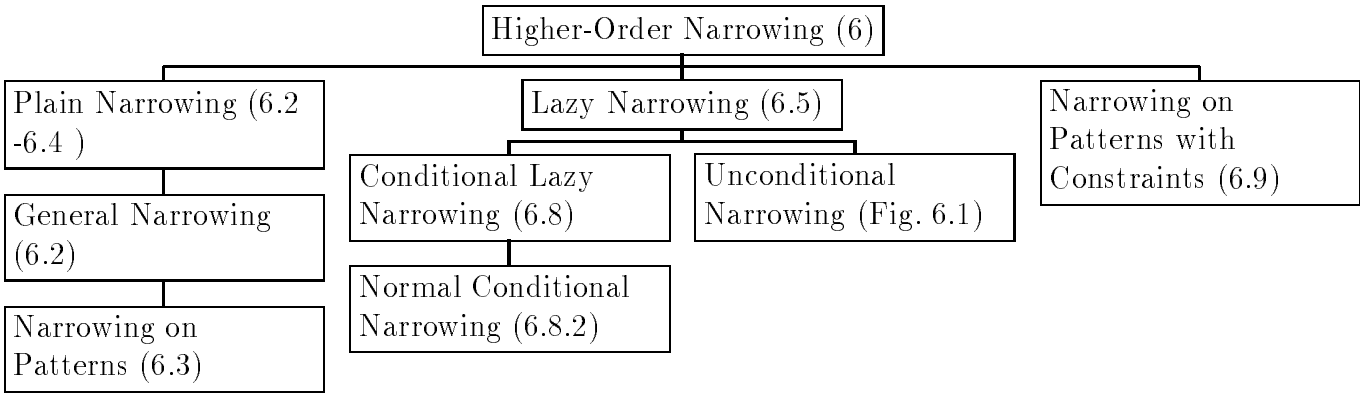 Higher-Order Narrowing (6)
Plain Narrowing (6.2
-6.4 )
Lazy Narrowing (6.5)
Narrowing on
Patterns with
Constraints (6.9)
Conditional Lazy
Narrowing (6.8)
Unconditional
Narrowing (Fig. 6.1)
General Narrowing
(6.2)
Normal Conditional
Narrowing (6.8.2)
Narrowing on
Patterns (6.3)